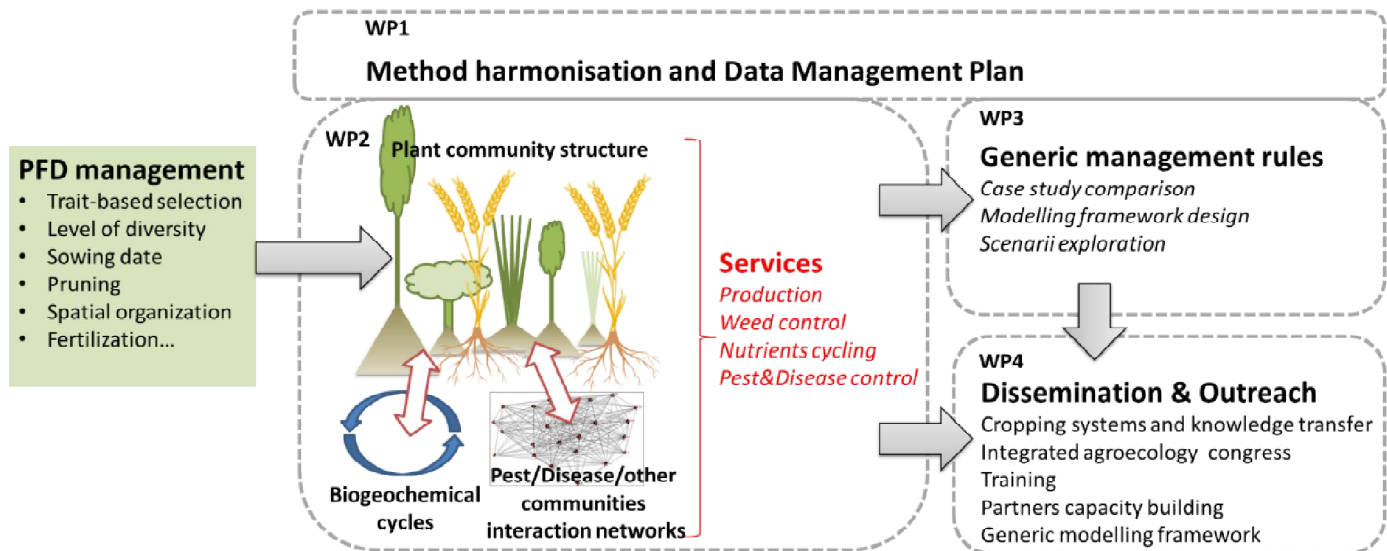 WP1
Method harmonisation and Data Management Plan
PFD management
• Trait-based selection
• Level of diversity
• Sowing date
• Pruning
• Spatial organization
• Fertilization...
WP2
Plant community structure
Biogeochemical
cycles
Pest/Disease/other
communities
interaction networks
Services
Production
Weed control
Nutrients cycling
Pest&Disease control
WP3
Generic management rules
Case study comparison
Modelling framework design
Scenarii exploration
WP4
Dissemination & Outreach
Cropping systems and knowledge transfer
Integrated agroecology congress
Training
Partners capacity building
Generic modelling framework